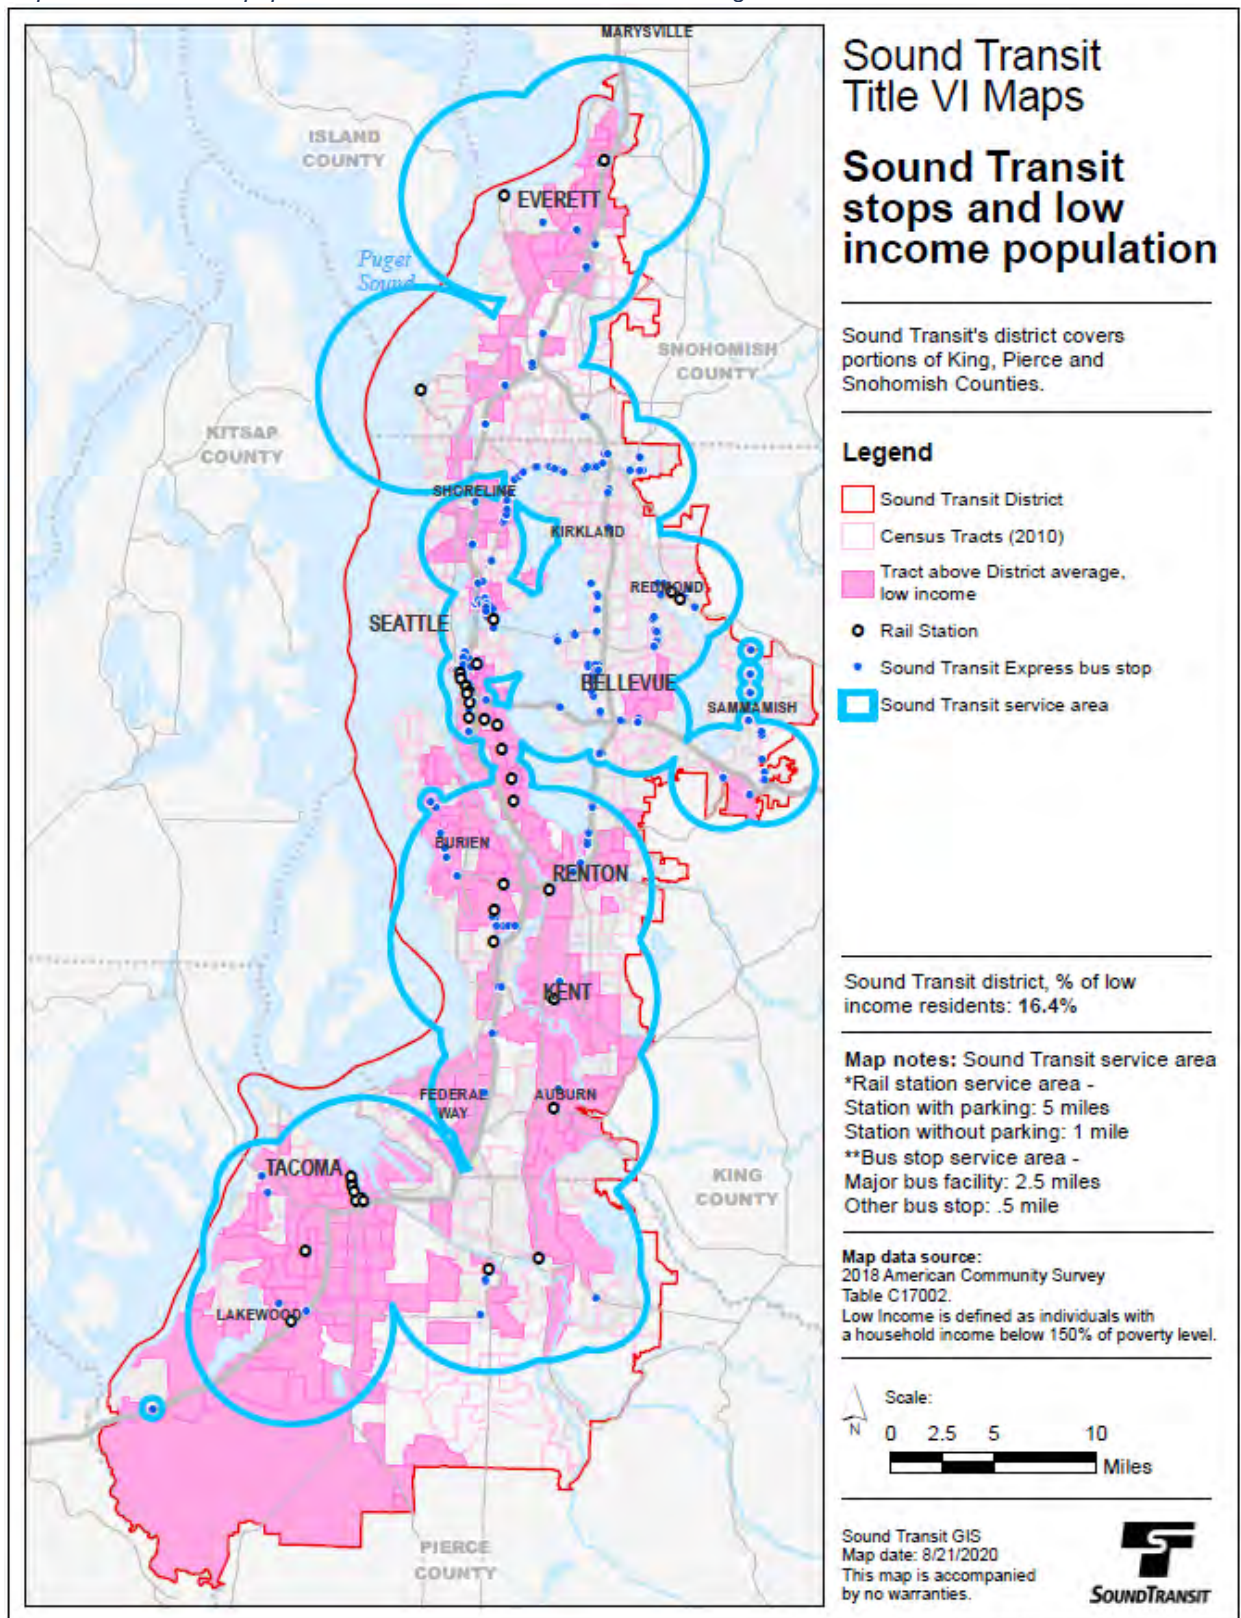 MARYSVILLE
ISLAND
COUNTY
EVERETT
Puget
Sound
SNOHOMISH
COUNTY
KITSAP
COUNTY
SHORELINE
KIRKLAND
REDMOND
SEATTLE
BELLEVUE
SAMMAMISH
BURIEN
RENTON
KENT
FEDERAL
WAY
AUBURN
TACOMA
KING
COUNTY
LAKEWOOD
PIERCE
COUNTY
Sound Transit
Title VI Maps
Sound Transit
stops and low
income population
Sound Transit's district covers
portions of King, Pierce and
Snohomish Counties.
Legend
Sound Transit District
Census Tracts (2010)
Tract above District average,
low income
Rail Station
Sound Transit Express bus stop
Sound Transit service area
Sound Transit district, % of low
income residents: 16.4%
Map notes: Sound Transit service area
*Rail station service area -
Station with parking: 5 miles
Station without parking: 1 mile
**Bus stop service area -
Major bus facility: 2.5 miles
Other bus stop: .5 mile
Map data source:
2018 American Community Survey
Table C17002.
Low Income is defined as individuals with
a household income below 150% of poverty level.
Scale:
N
0 2.5 5 10
Miles
Sound Transit GIS
Map date: 8/21/2020
This map is accompanied
by no warranties.
SOUNDTRANSIT